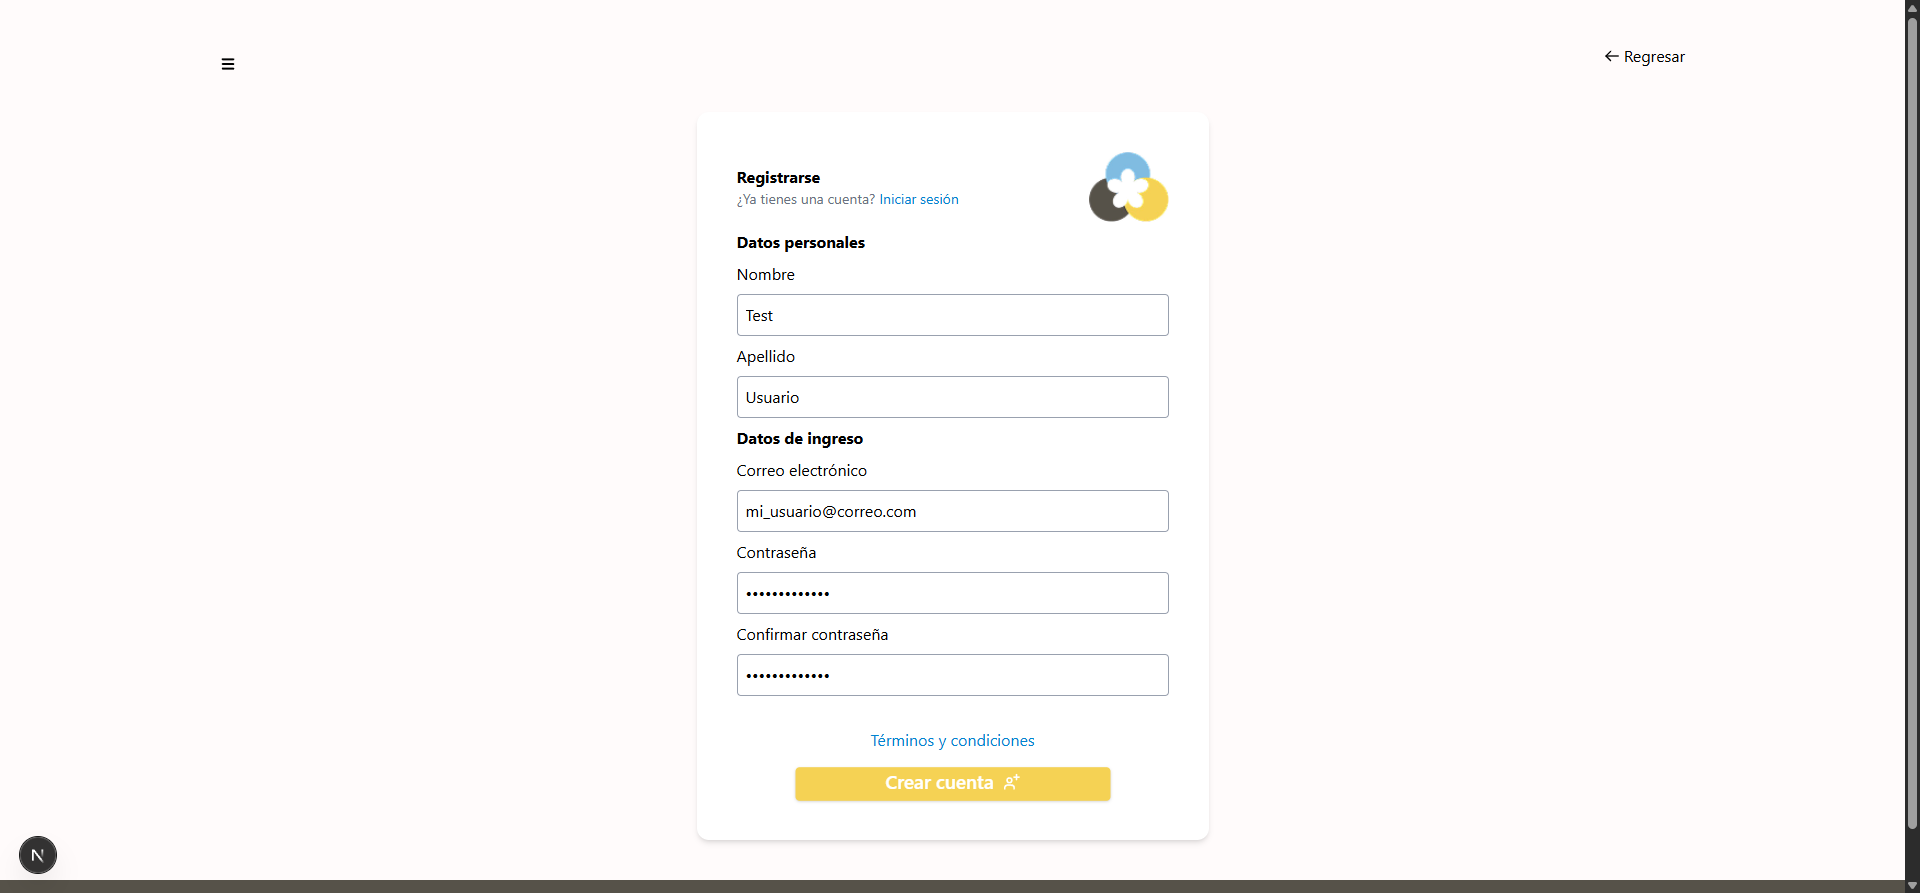 Regresar
Registrarse
¿Ya tienes una cuenta? Iniciar sesión
Datos personales
Nombre
Test
Apellido
Usuario
Datos de ingreso
Correo electrónico
mi_usuario@correo.com
Contraseña
•••••••••••••
Confirmar contraseña
•••••••••••••
Términos y condiciones
Crear cuenta
N